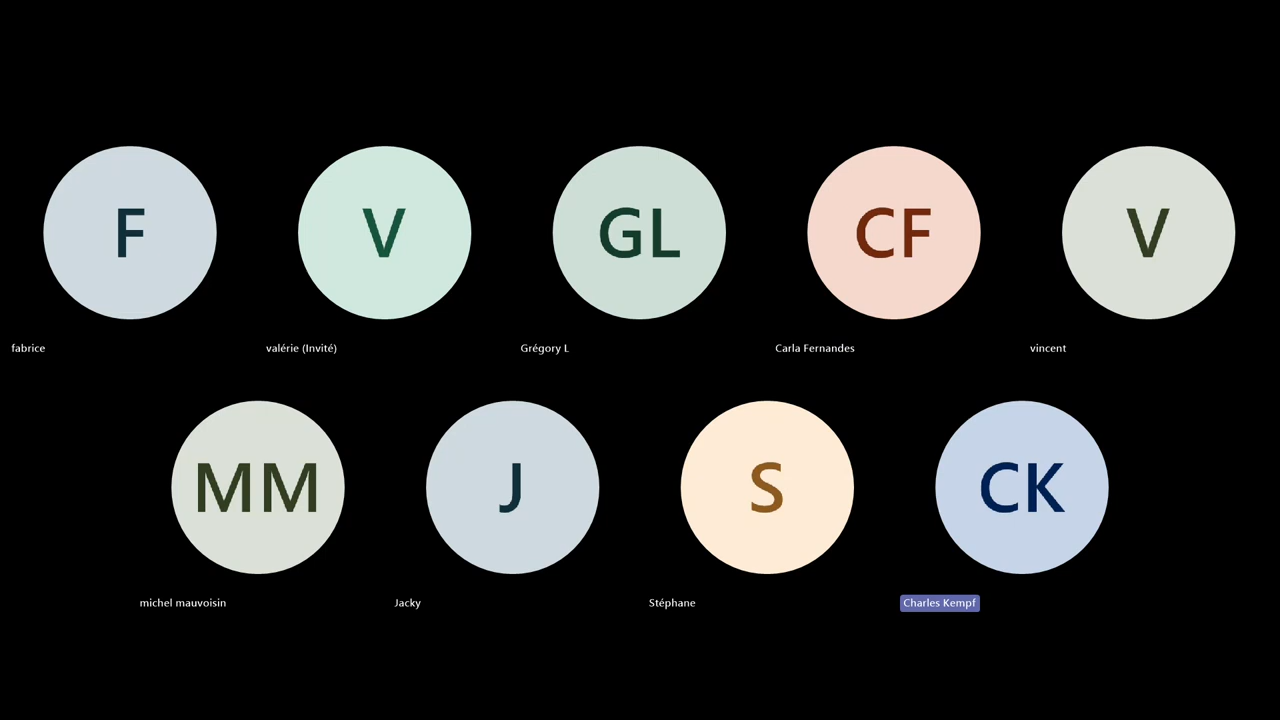 F
V
GL
CF
V
fabrice
valérie (Invité)
Grégory L
Carla Fernandes
vincent
MM
J
S
CK
michel mauvoisin
Jacky
Stéphane
Charles Kempf